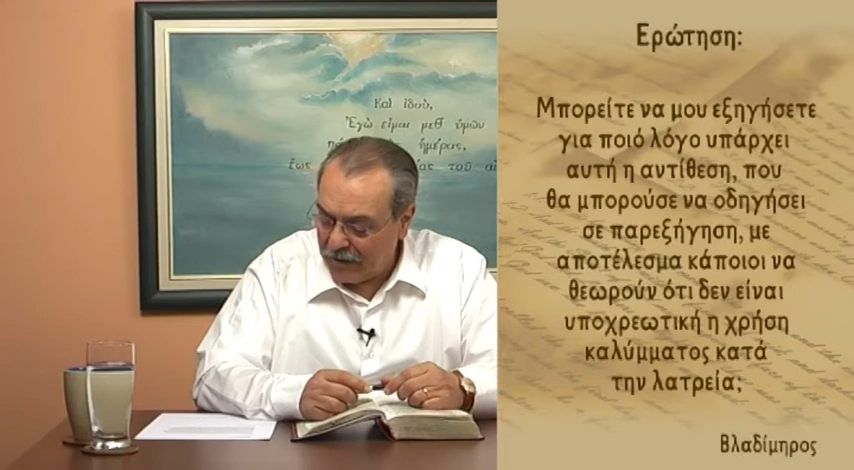 Καὶ ἰδού,
Ἐγὼ εἶμαι μεθ' ὑμῶν
ἡμέρας,
ἕως τοῦ
Ερώτηση:
Μπορείτε να μου εξηγήσετε
για ποιό λόγο υπάρχει
αυτή η αντίθεση, που
θα μπορούσε να οδηγήσει
σε παρεξήγηση, με
αποτέλεσμα κάποιοι να
θεωρούν ότι δεν είναι
υποχρεωτική η χρήση
καλύμματος κατά
την λατρεία;
Βλαδίμηρος